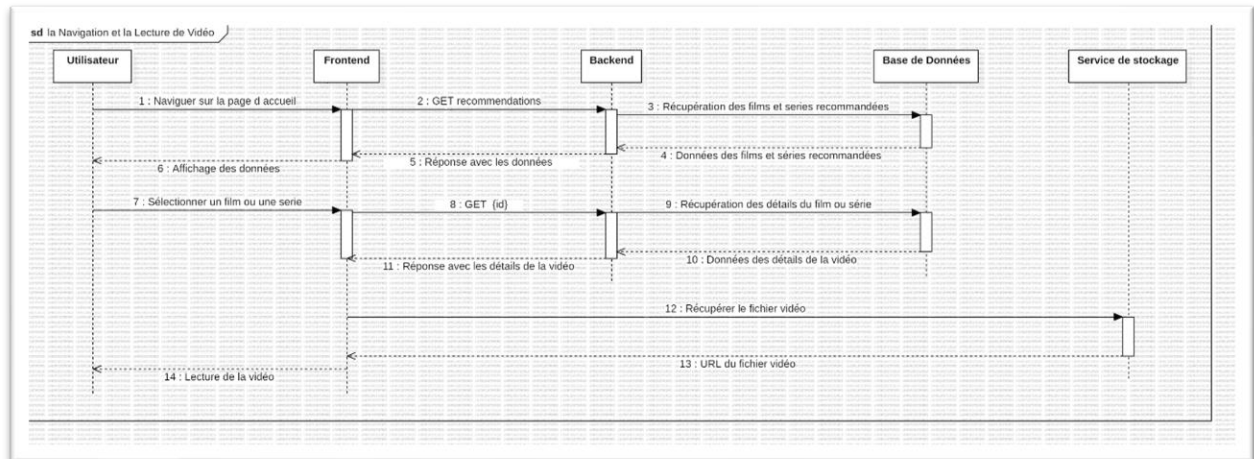 sd la Navigation et la Lecture de Vidéo
Utilisateur
Frontend
Backend
Base de Données
Service de stockage
1 : Naviguer sur la page d accueil
2 : GET recommendations
3 : Récupération des films et series recommandées
4 : Données des films et séries recommandées
5 : Réponse avec les données
6 : Affichage des données
7 : Sélectionner un film ou une serie
8 : GET (id)
9 : Récupération des détails du film ou série
10 : Données des détails de la vidéo
11 : Réponse avec les détails de la vidéo
12 : Récupérer le fichier vidéo
13 : URL du fichier vidéo
14 : Lecture de la vidéo